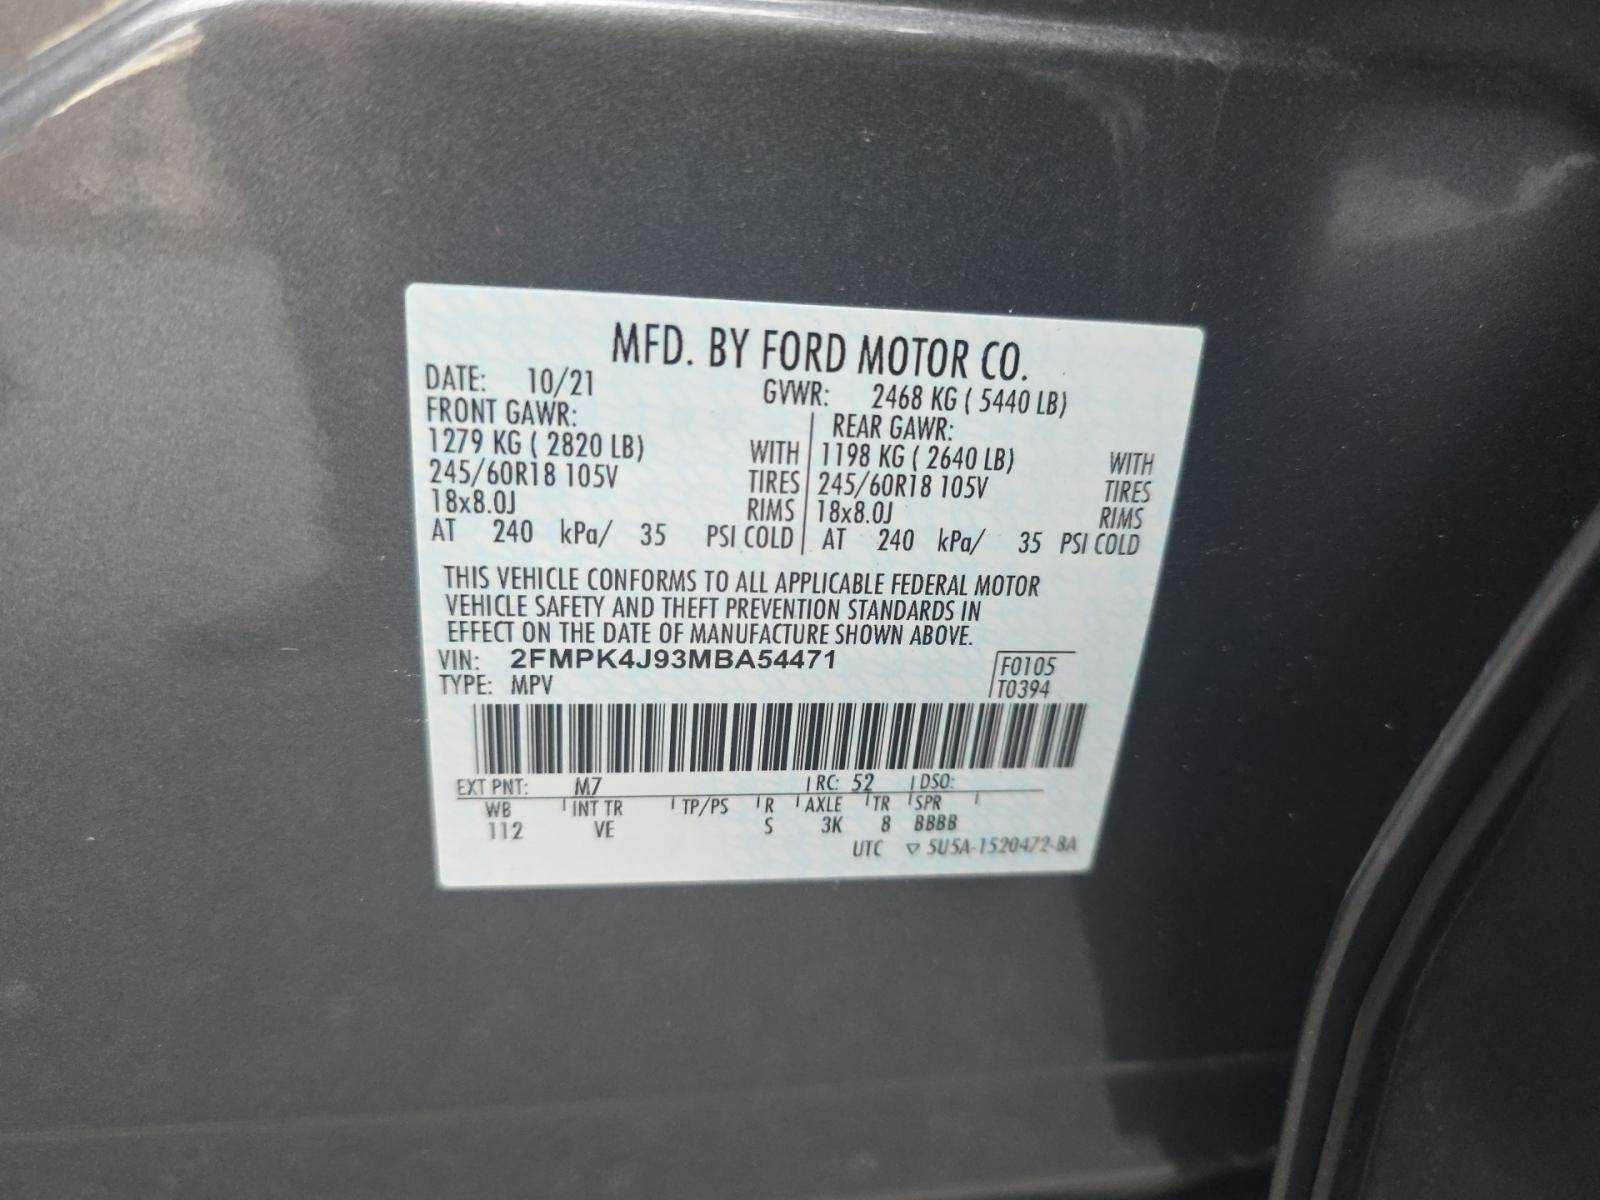 MFD. BY FORD MOTOR CO.
DATE: 10/21 GVWR: 2468 KG ( 5440 LB)
FRONT GAWR: REAR GAWR:
1279 KG ( 2820 LB) WITH 1198 KG ( 2640 LB) WITH
245/60R18 105V TIRES 245/60R18 105V TIRES
18x8.0J RIMS 18x8.0J RIMS
AT 240 kPa/ 35 PSI COLD AT 240 kPa/ 35 PSI COLD
THIS VEHICLE CONFORMS TO ALL APPLICABLE FEDERAL MOTOR
VEHICLE SAFETY AND THEFT PREVENTION STANDARDS IN
EFFECT ON THE DATE OF MANUFACTURE SHOWN ABOVE.
VIN: 2FMPK4J93MBA54471 F0105
TYPE: MPV T0394
EXT PNT: M7 RC: 52 DSO:
WB INT TR TP/PS R AXLE TR SPR
112 VE S 3K 8 BBBB
UTC ▽ 5U5A-1520472-BA